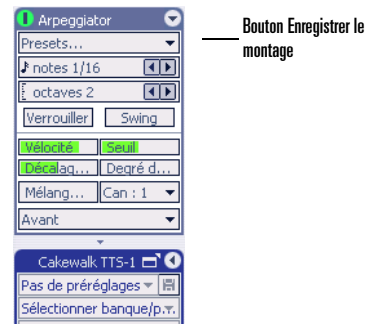 Arpeggiator
Presets...
notes 1/16
octaves 2
Verrouiller Swing
Vélocité Seuil
Décalaq... Degré d...
Mélang... Can : 1
Avant
Cakewalk TTS-1
Pas de préréglages
Sélectionner banque/p...
Bouton Enregistrer le
montage